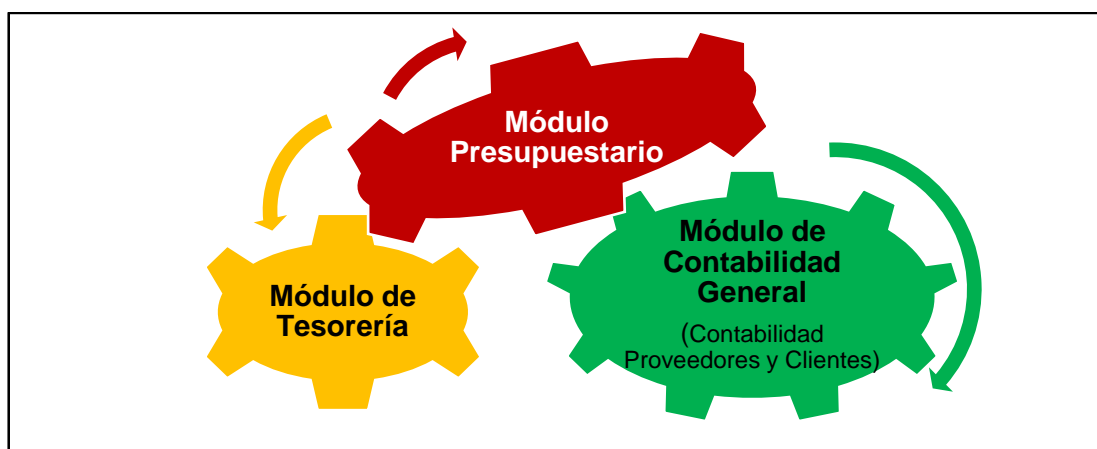 Módulo
Presupuestario
Módulo de
Contabilidad
General
(Contabilidad
Proveedores y Clientes)
Módulo de
Tesorería